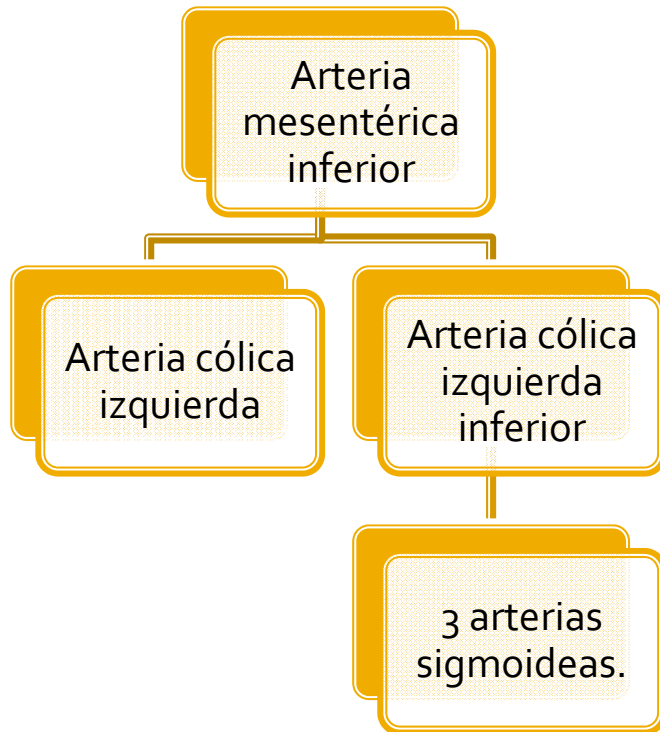 Arteria
mesentérica
inferior
Arteria cólica
izquierda
Arteria cólica
izquierda
inferior
3 arterias
sigmoideas.